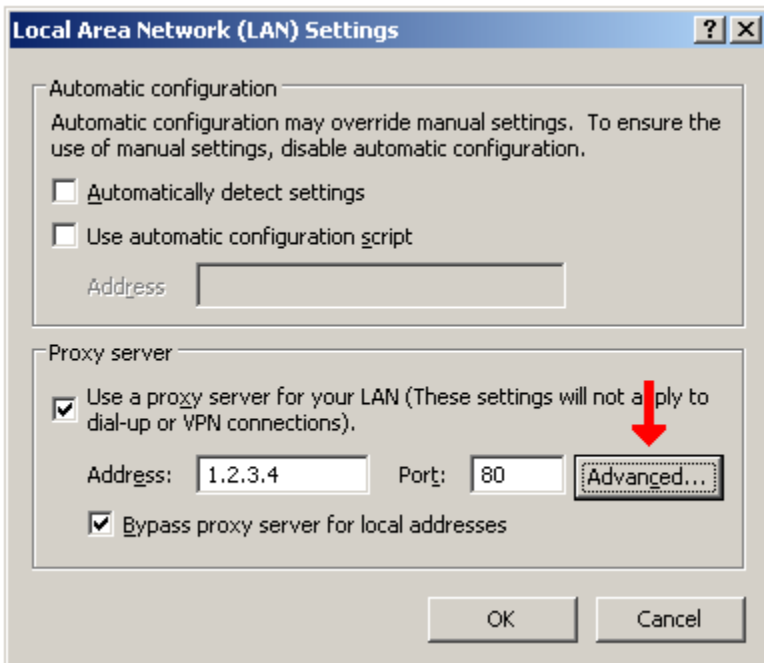 Local Area Network (LAN) Settings
Automatic configuration
Automatic configuration may override manual settings. To ensure the
use of manual settings, disable automatic configuration.
Automatically detect settings
Use automatic configuration script
Address
Proxy server
Use a proxy server for your LAN (These settings will not apply to
dial-up or VPN connections).
Address: 1.2.3.4 Port: 80 Advanced...
Bypass proxy server for local addresses
OK Cancel